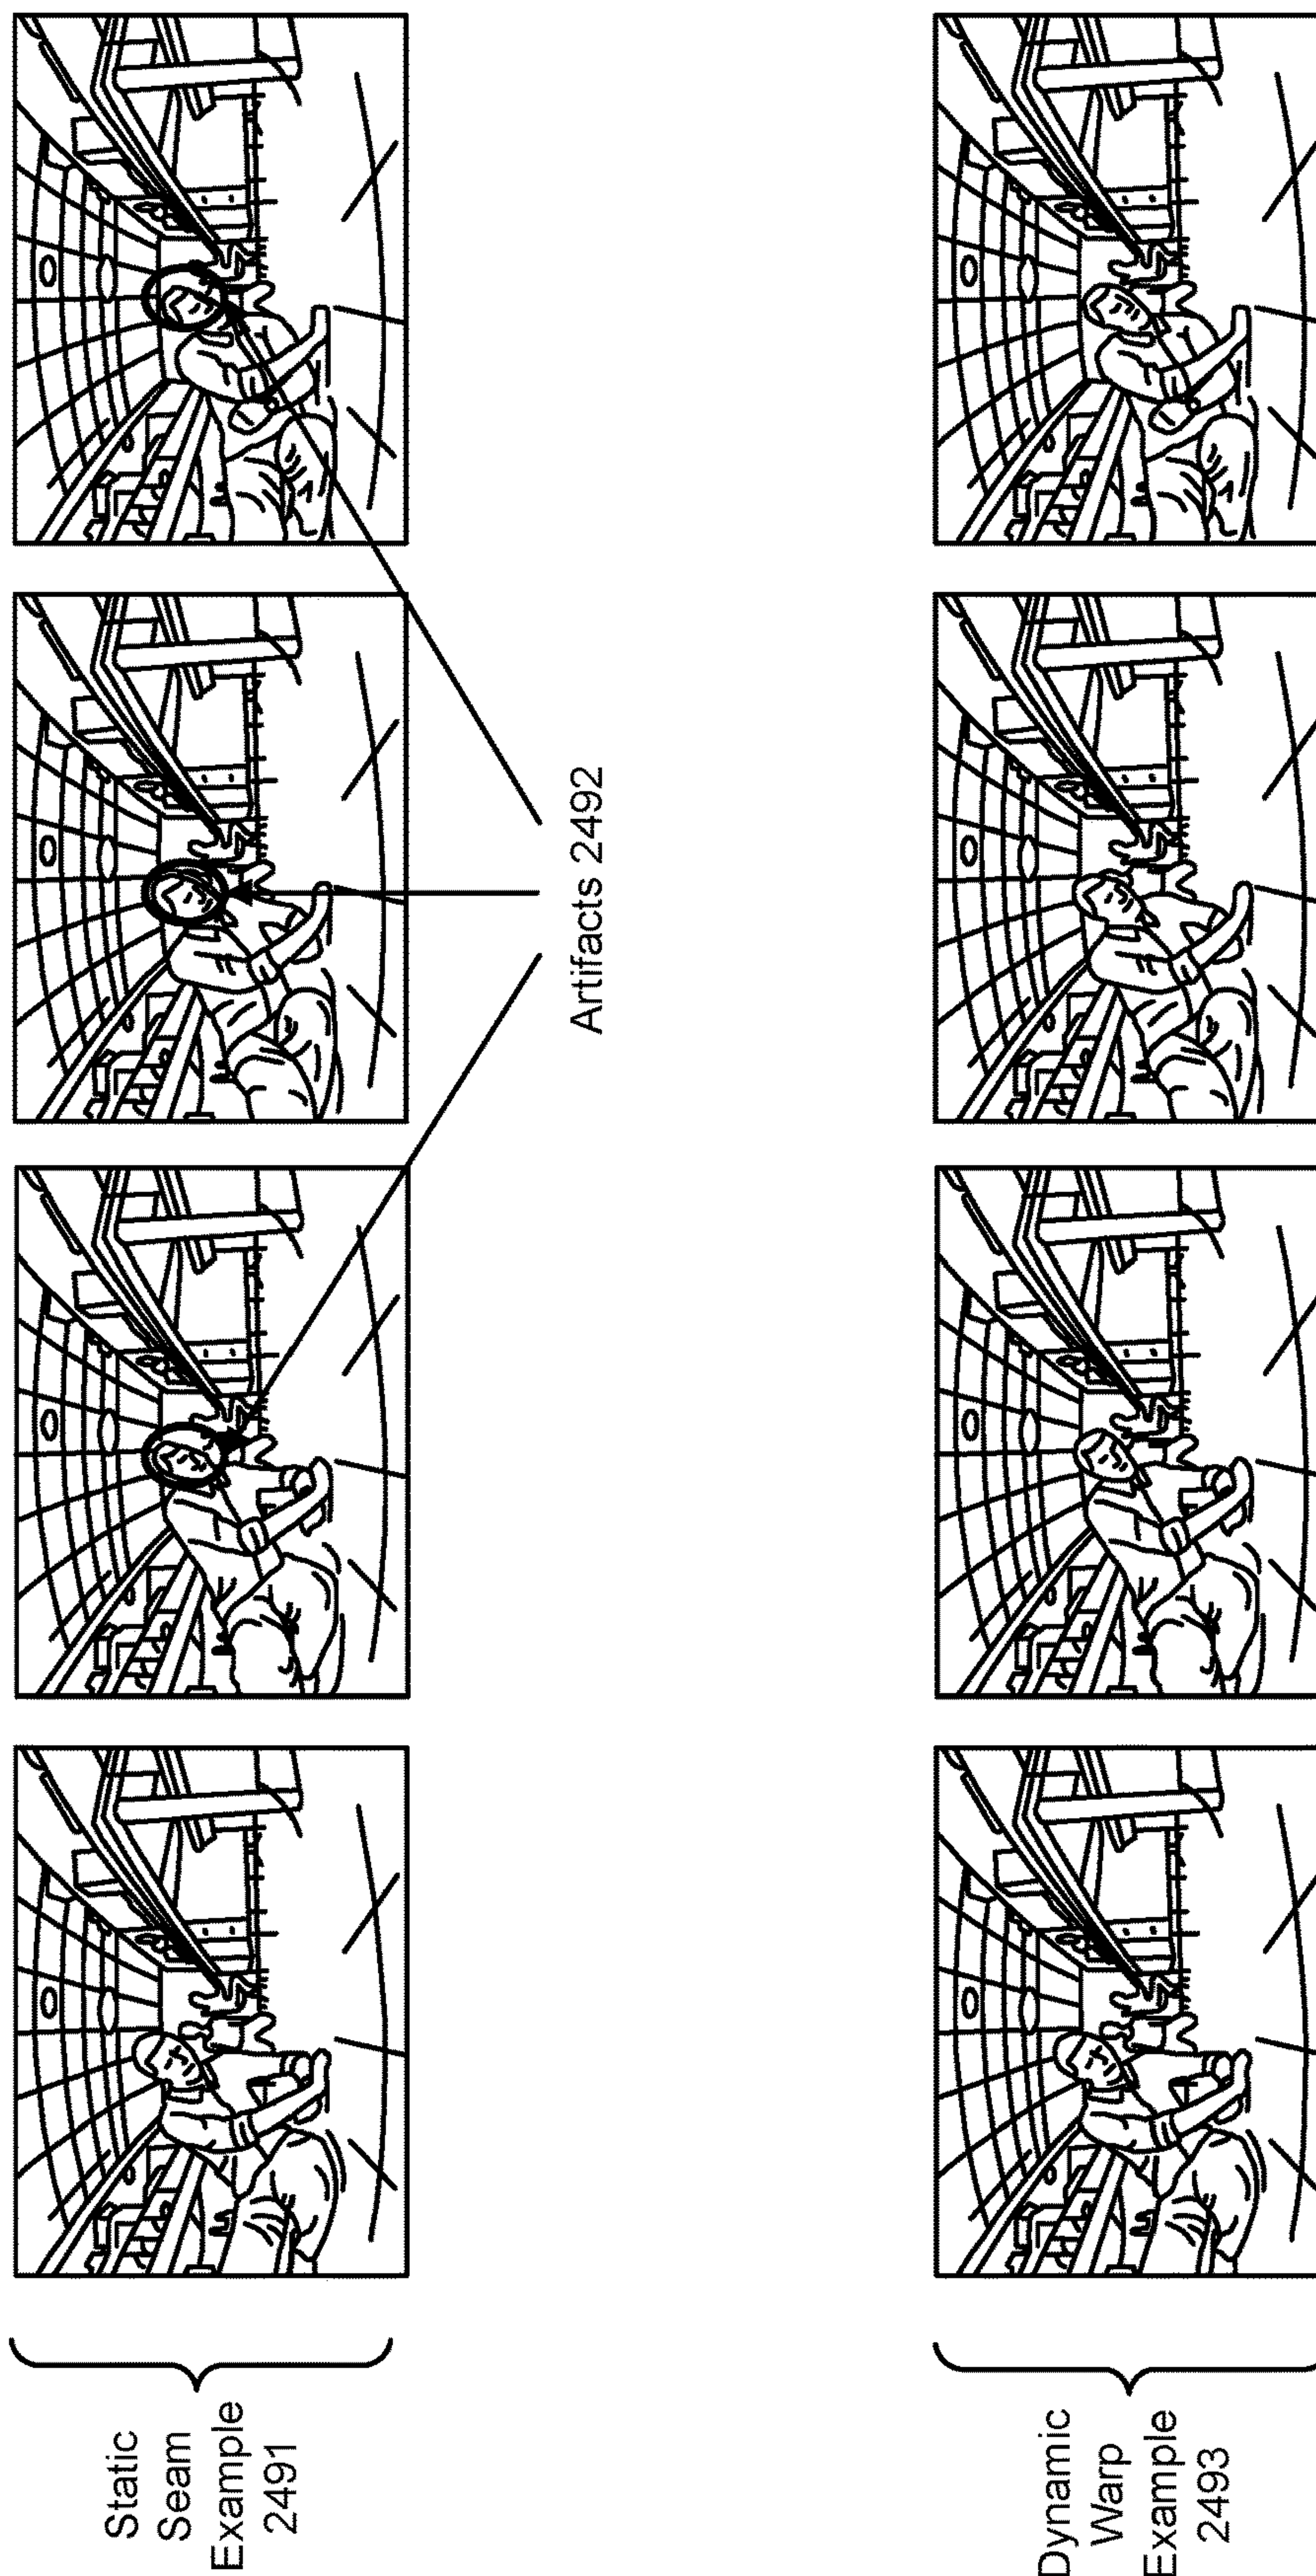 Static
Seam
Example
2491
Artifacts 2492
Dynamic
Warp
Example
2493